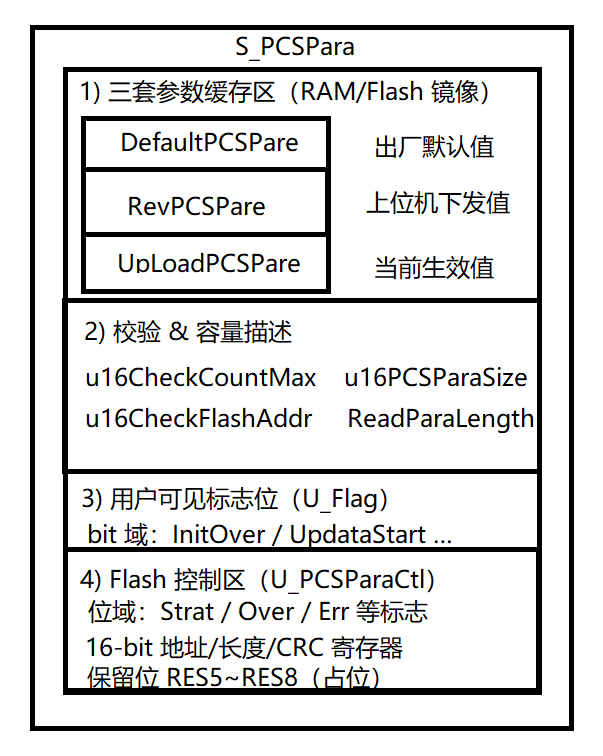 S_PCSPara
1) 三套参数缓存区（RAM/Flash 镜像）
DefaultPCSPare 出厂默认值
RevPCSPare 上位机下发值
UpLoadPCSPare 当前生效值
2) 校验 & 容量描述
u16CheckCountMax u16PCSParaSize
u16CheckFlashAddr ReadParaLength
3) 用户可见标志位（U_Flag）
bit 域：InitOver / UpdataStart ...
4) Flash 控制区（U_PCSParaCtl）
位域：Strat / Over / Err 等标志
16-bit 地址/长度/CRC 寄存器
保留位 RES5~RES8（占位）